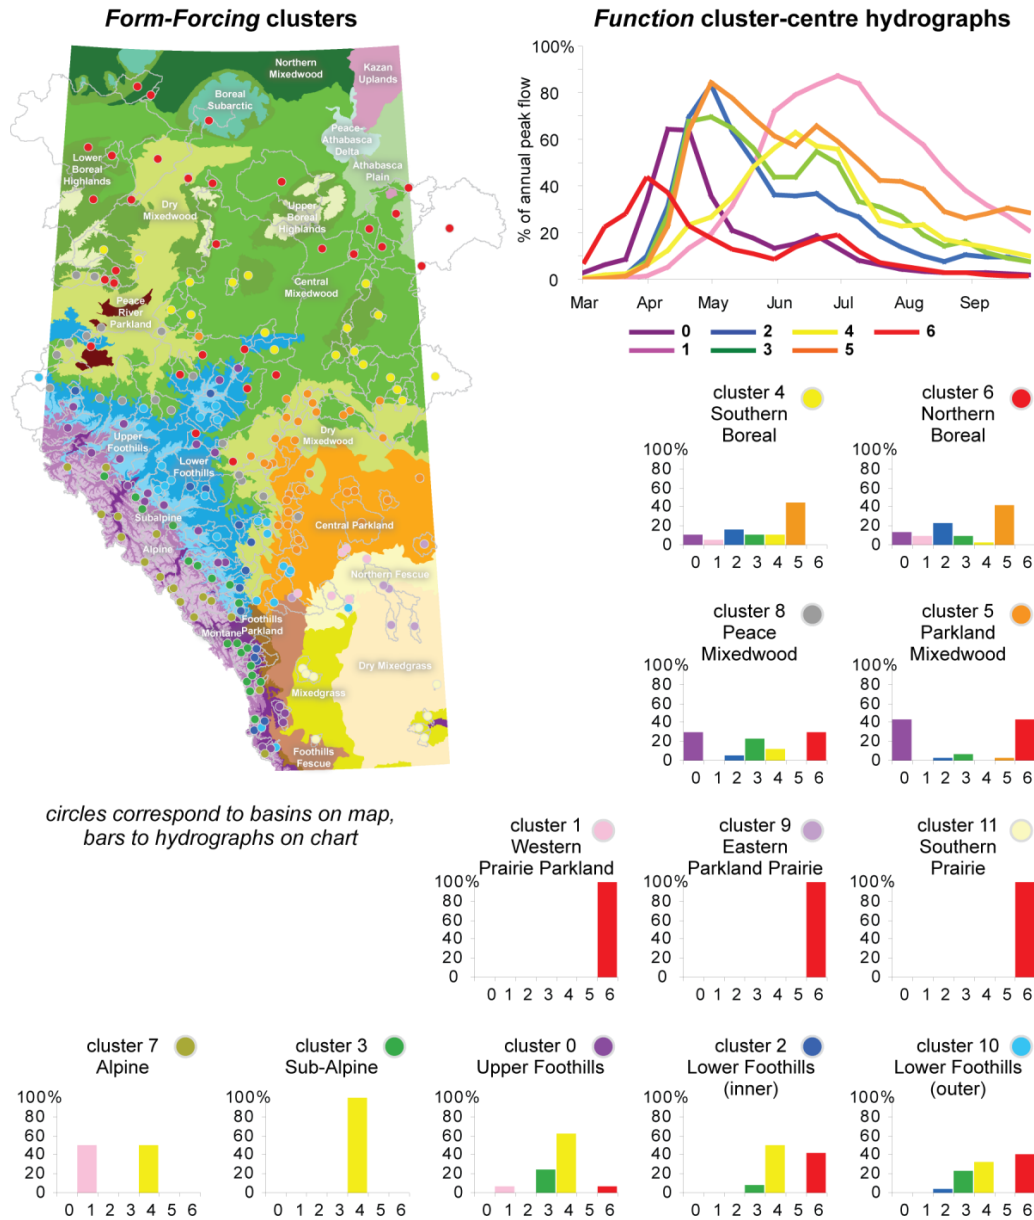 Form-Forcing clusters
Northern
Mixedwood
Kazan
Uplands
Boreal
Subarctic
Peace-
Athabasca
Delta
Athabasca
Plain
Lower
Boreal
Highlands
Dry
Mixedwood
Upper
Boreal
Highlands
Central
Mixedwood
Peace
River
Parkland
Upper
Foothills
Lower
Foothills
Dry
Mixedwood
Subalpine
Alpine
Central Parkland
Northern Fescue
Foothills
Parkland
Montane
Dry Mixedgrass
Mixedgrass
Foothills
Fescue
circles correspond to basins on map,
bars to hydrographs on chart
Function cluster-centre hydrographs
% of annual peak flow
100%
80
60
40
20
0
Mar Apr May Jun Jul Aug Sep
0 2 4 6
1 3 5
cluster 4
Southern
Boreal
100%
80
60
40
20
0
0 1 2 3 4 5 6
cluster 6
Northern
Boreal
100%
80
60
40
20
0
0 1 2 3 4 5 6
cluster 8
Peace
Mixedwood
100%
80
60
40
20
0
0 1 2 3 4 5 6
cluster 5
Parkland
Mixedwood
100%
80
60
40
20
0
0 1 2 3 4 5 6
cluster 1
Western
Prairie Parkland
100%
80
60
40
20
0
0 1 2 3 4 5 6
cluster 9
Eastern
Parkland Prairie
100%
80
60
40
20
0
0 1 2 3 4 5 6
cluster 11
Southern
Prairie
100%
80
60
40
20
0
0 1 2 3 4 5 6
cluster 7
Alpine
100%
80
60
40
20
0
0 1 2 3 4 5 6
cluster 3
Sub-Alpine
100%
80
60
40
20
0
0 1 2 3 4 5 6
cluster 0
Upper Foothills
100%
80
60
40
20
0
0 1 2 3 4 5 6
cluster 2
Lower Foothills
(inner)
100%
80
60
40
20
0
0 1 2 3 4 5 6
cluster 10
Lower Foothills
(outer)
100%
80
60
40
20
0
0 1 2 3 4 5 6